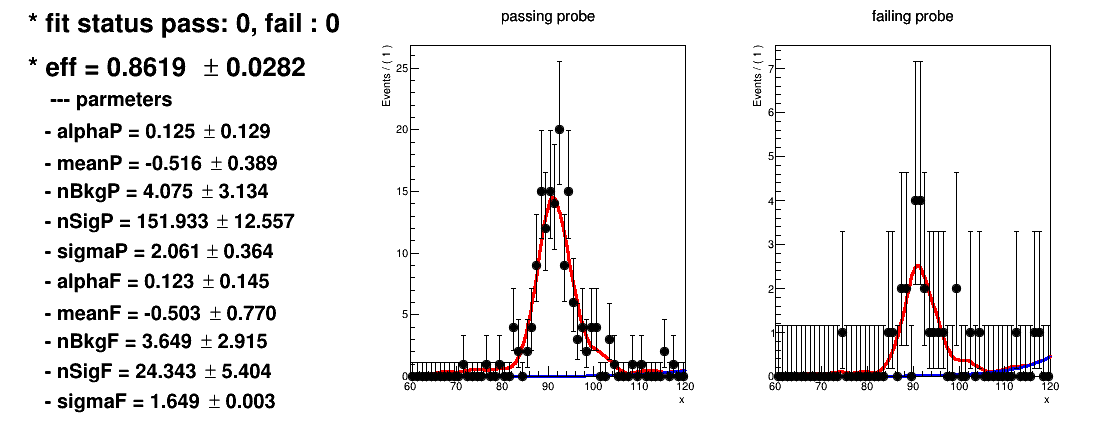 * fit status pass: 0, fail : 0
* eff = 0.8619 ± 0.0282
--- parmeters
- alphaP = 0.125 ± 0.129
- meanP = -0.516 ± 0.389
- nBkgP = 4.075 ± 3.134
- nSigP = 151.933 ± 12.557
- sigmaP = 2.061 ± 0.364
- alphaF = 0.123 ± 0.145
- meanF = -0.503 ± 0.770
- nBkgF = 3.649 ± 2.915
- nSigF = 24.343 ± 5.404
- sigmaF = 1.649 ± 0.003
passing probe
Events / ( 1 )
25
20
15
10
5
0
60 70 80 90 100 110 120
x
failing probe
Events / ( 1 )
7
6
5
4
3
2
1
0
60 70 80 90 100 110 120
x